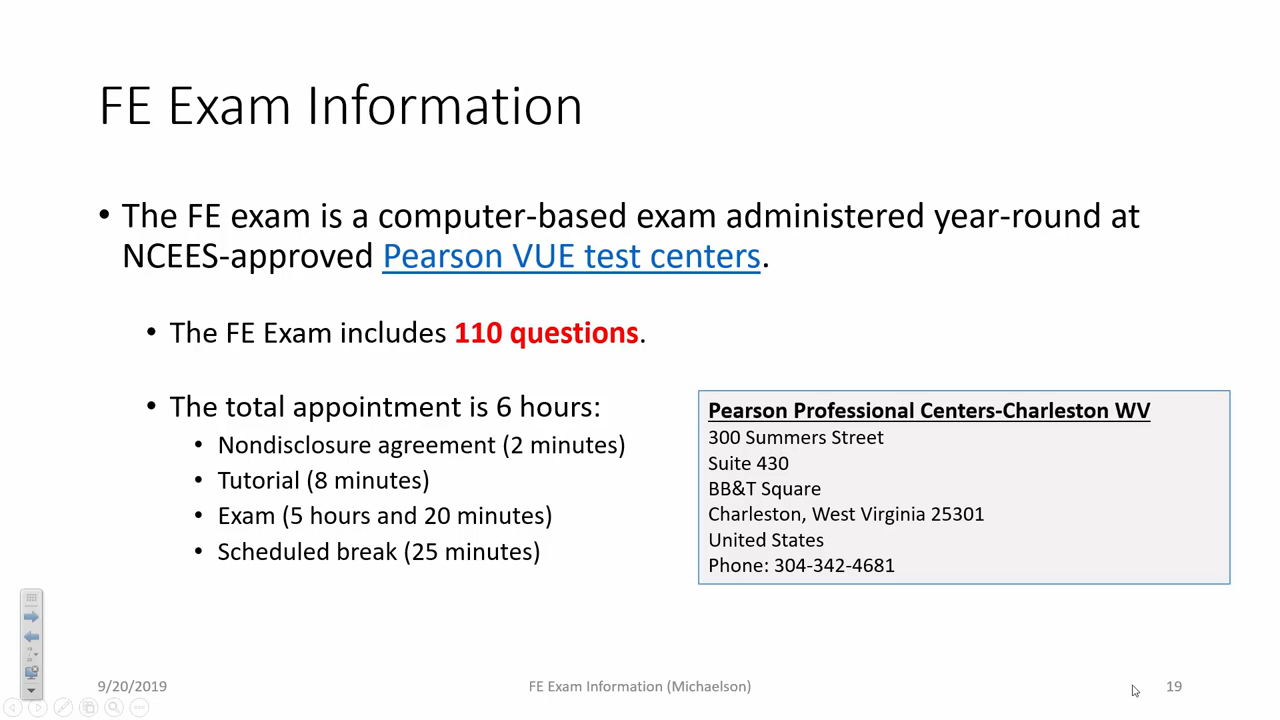 FE Exam Information
• The FE exam is a computer-based exam administered year-round at
NCEES-approved Pearson VUE test centers.
• The FE Exam includes 110 questions.
• The total appointment is 6 hours:
• Nondisclosure agreement (2 minutes)
• Tutorial (8 minutes)
• Exam (5 hours and 20 minutes)
• Scheduled break (25 minutes)
Pearson Professional Centers-Charleston WV
300 Summers Street
Suite 430
BB&T Square
Charleston, West Virginia 25301
United States
Phone: 304-342-4681
9/20/2019
FE Exam Information (Michaelson)
19